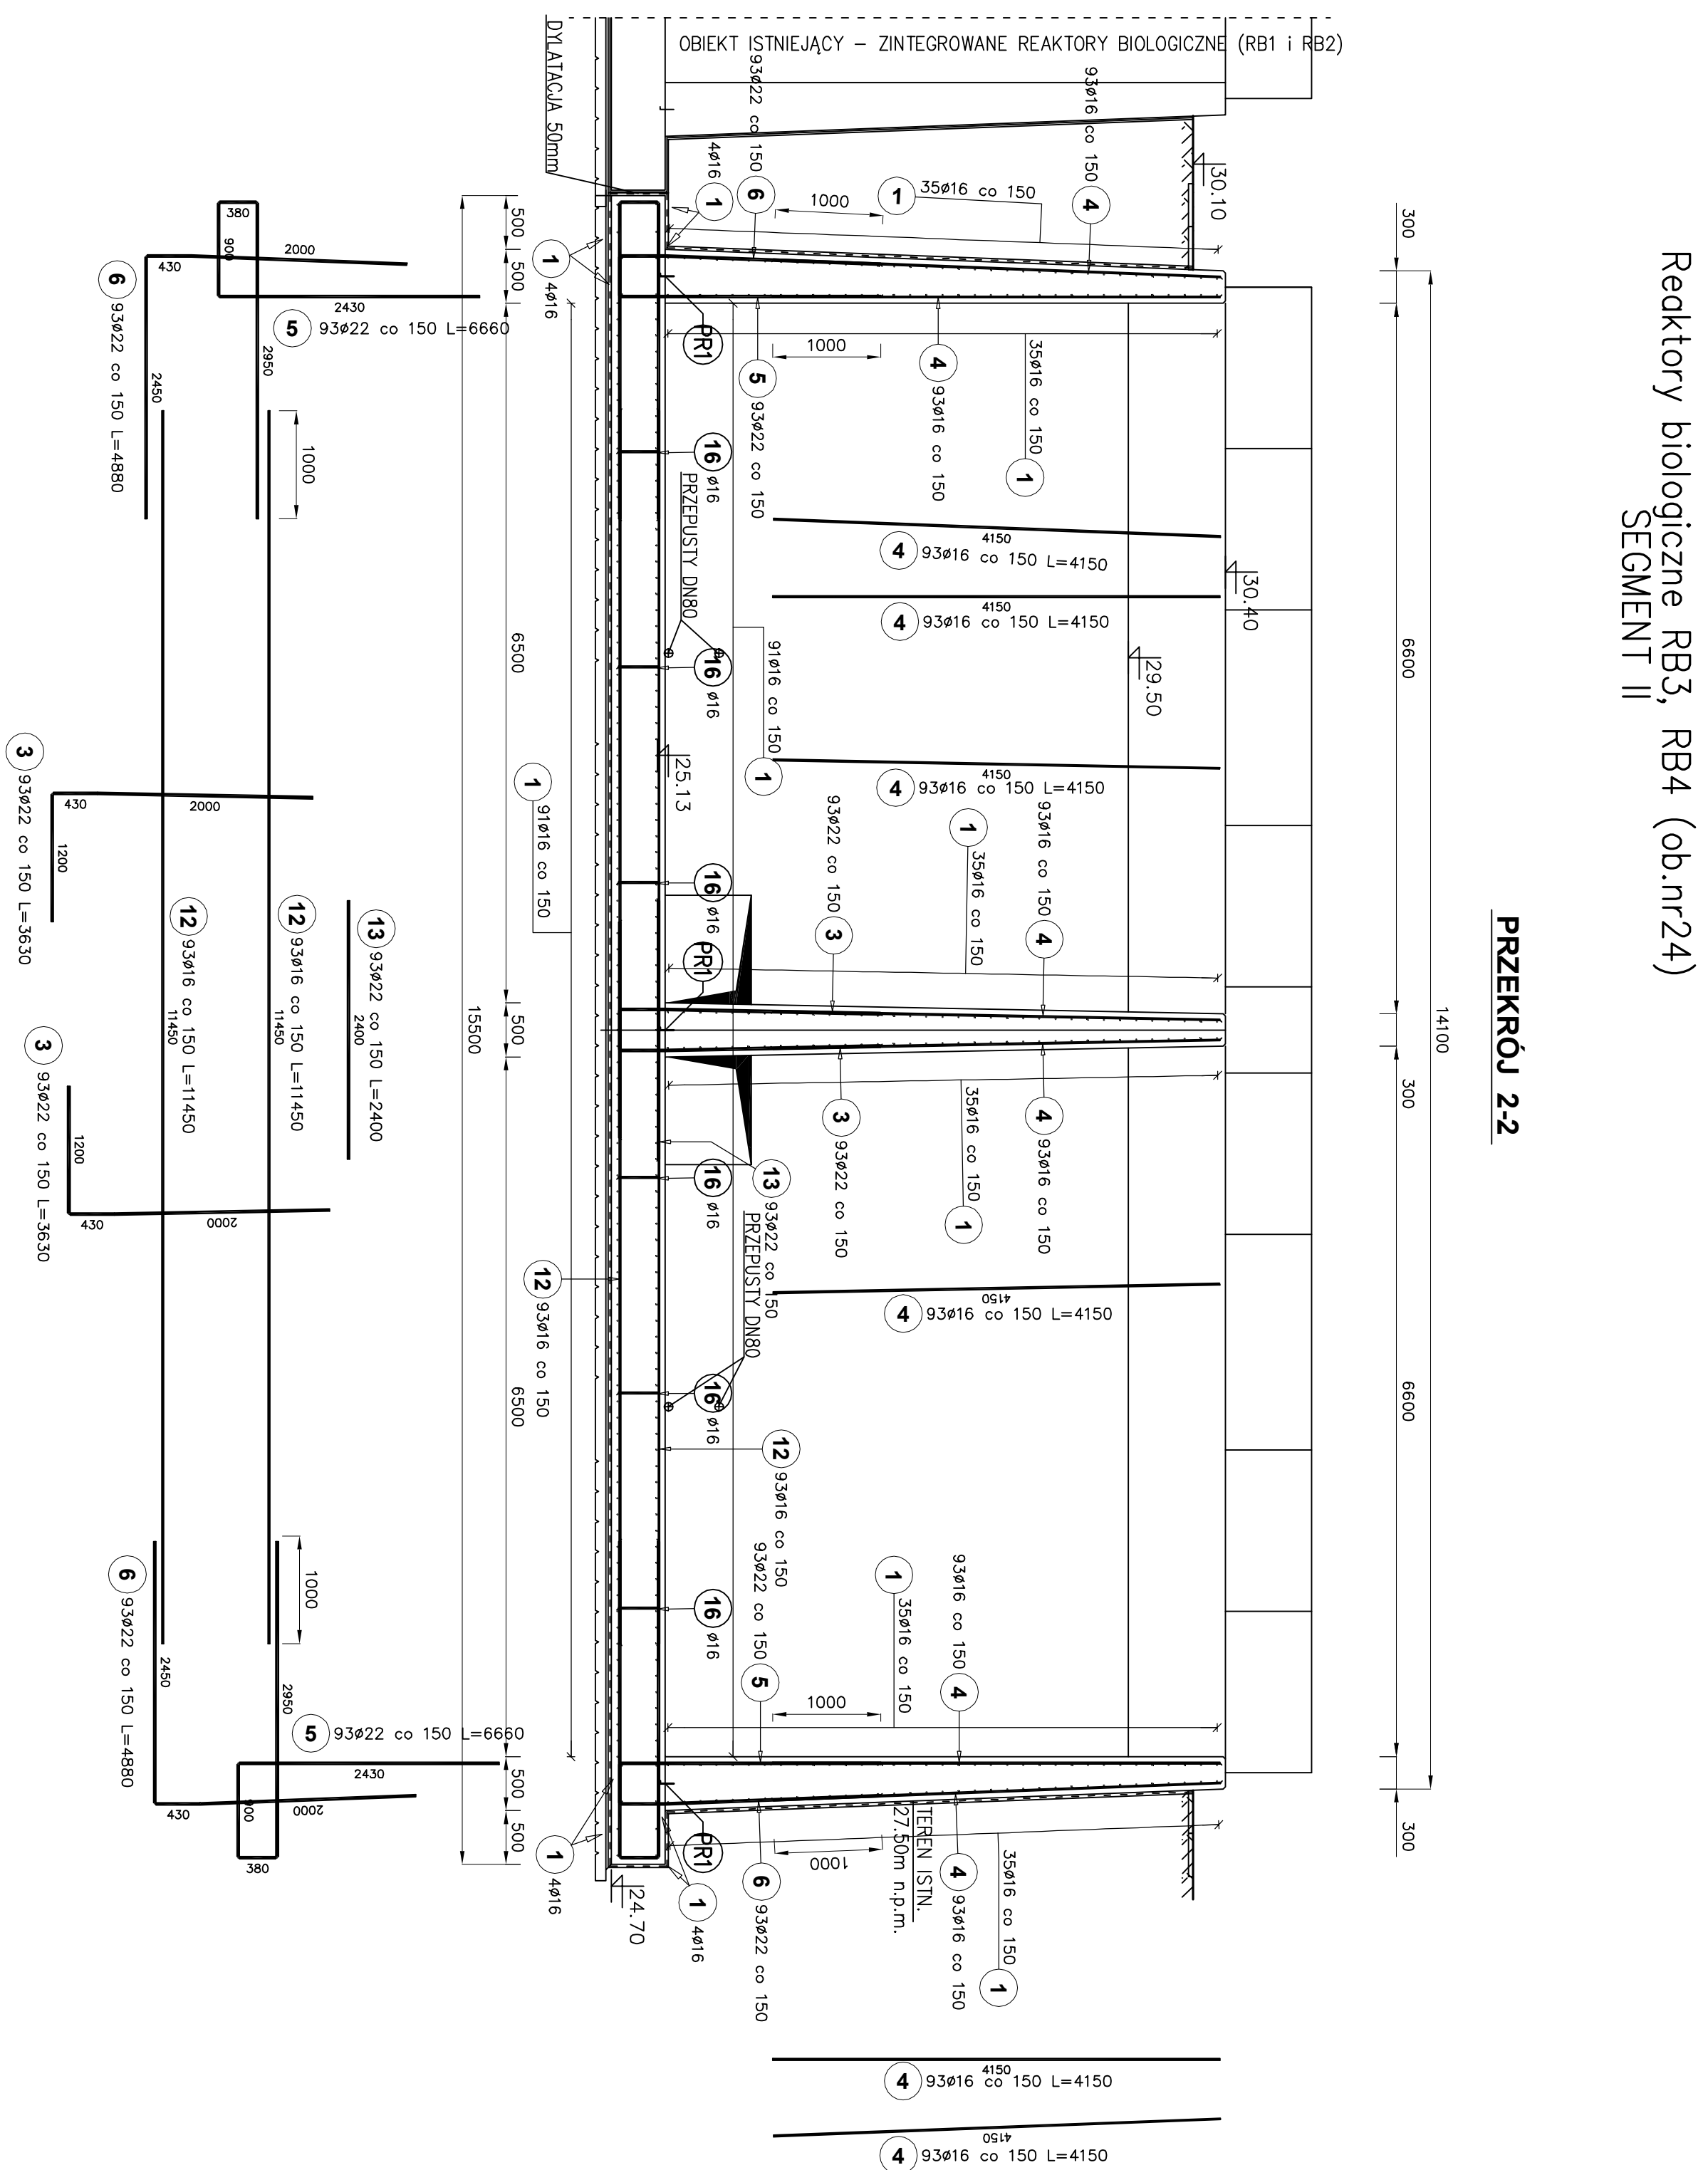 Reaktory biologiczne RB3, RB4 (ob.nr24)
SEGMENT II
PRZEKRÓJ 2-2
14100
300
6600
300
6600
300
OBIEKT ISTNIEJĄCY – ZINTEGROWANE REAKTORY BIOLOGICZNE (RB1 i RB2)
30.10
30.40
29.50
93ø16 co 150
4
35ø16 co 150
1
1000
93ø22 co 150
6
4ø16
1
DYLATACJA 50mm
1
4ø16
PR1
35ø16 co 150
1
4
93ø16 co 150
1000
5
93ø22 co 150
16
ø16
PRZEPUSTY DN80
16
ø16
4150
4
93ø16 co 150 L=4150
4150
4
93ø16 co 150 L=4150
91ø16 co 150
1
25.13
4150
4
93ø16 co 150 L=4150
93ø16 co 150
4
1
35ø16 co 150
93ø22 co 150
3
16
ø16
PR1
1
91ø16 co 150
4
93ø16 co 150
35ø16 co 150
1
3
93ø22 co 150
13
93ø22 co 150
16
ø16
PRZEPUSTY DN80
12
93ø16 co 150
4150
4
93ø16 co 150 L=4150
16
ø16
12
93ø16 co 150
16
ø16
93ø16 co 150
4
1
35ø16 co 150
93ø22 co 150
5
1000
PR1
1
4ø16
24.70
1
4ø16
6
93ø22 co 150
1000
TEREN ISTN.
27.50m n.p.m.
4
93ø16 co 150
35ø16 co 150
1
4150
4
93ø16 co 150 L=4150
4150
4
93ø16 co 150 L=4150
500
500
6500
500
6500
500
500
15500
380
900
2000
430
2430
5
93ø22 co 150 L=6660
2950
6
93ø22 co 150 L=4880
2450
1000
430
2000
1200
3
93ø22 co 150 L=3630
13
93ø22 co 150 L=2400
2400
12
93ø16 co 150 L=11450
11450
12
93ø16 co 150 L=11450
11450
3
93ø22 co 150 L=3630
1200
430
2000
1000
2950
2450
6
93ø22 co 150 L=4880
5
93ø22 co 150 L=6660
2430
430
900
2000
380